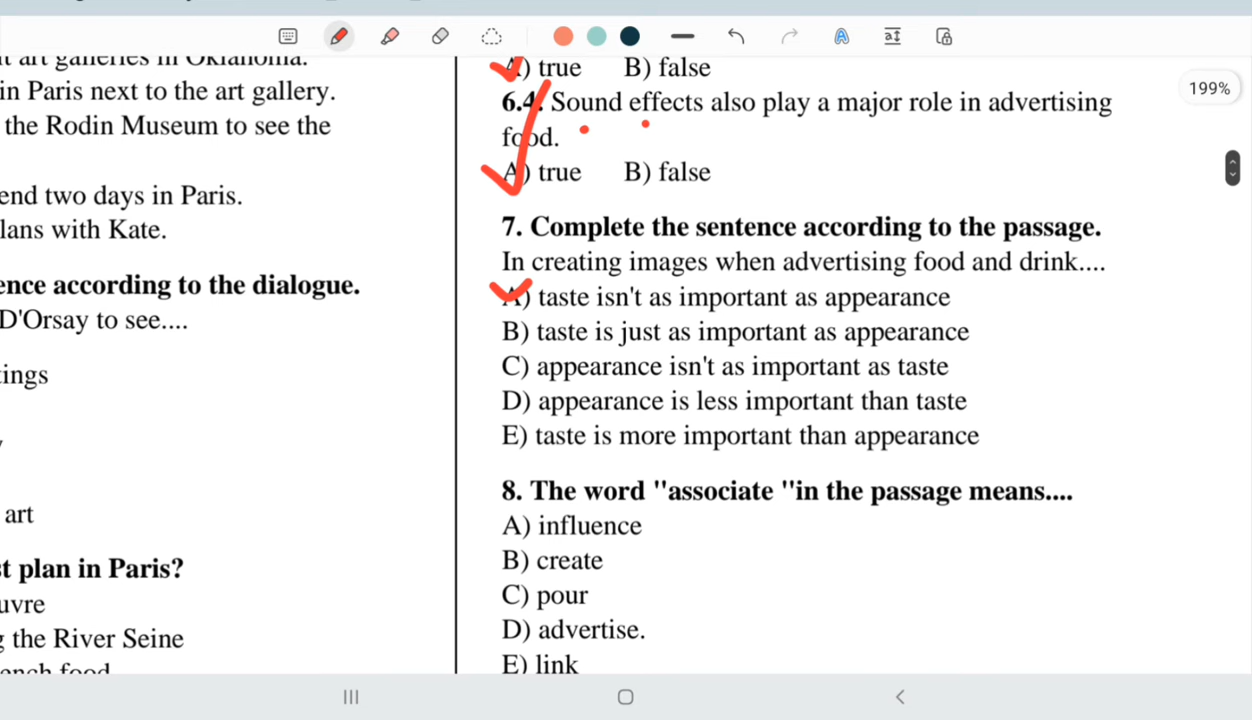 199%
t art galleries in Oklahoma.
in Paris next to the art gallery.
the Rodin Museum to see the
end two days in Paris.
lans with Kate.
ence according to the dialogue.
D'Orsay to see....
ings
art
t plan in Paris?
uvre
g the River Seine
ench food
A) true B) false
6.4. Sound effects also play a major role in advertising
food.
A) true B) false
7. Complete the sentence according to the passage.
In creating images when advertising food and drink....
A) taste isn't as important as appearance
B) taste is just as important as appearance
C) appearance isn't as important as taste
D) appearance is less important than taste
E) taste is more important than appearance
8. The word "associate "in the passage means....
A) influence
B) create
C) pour
D) advertise.
E) link